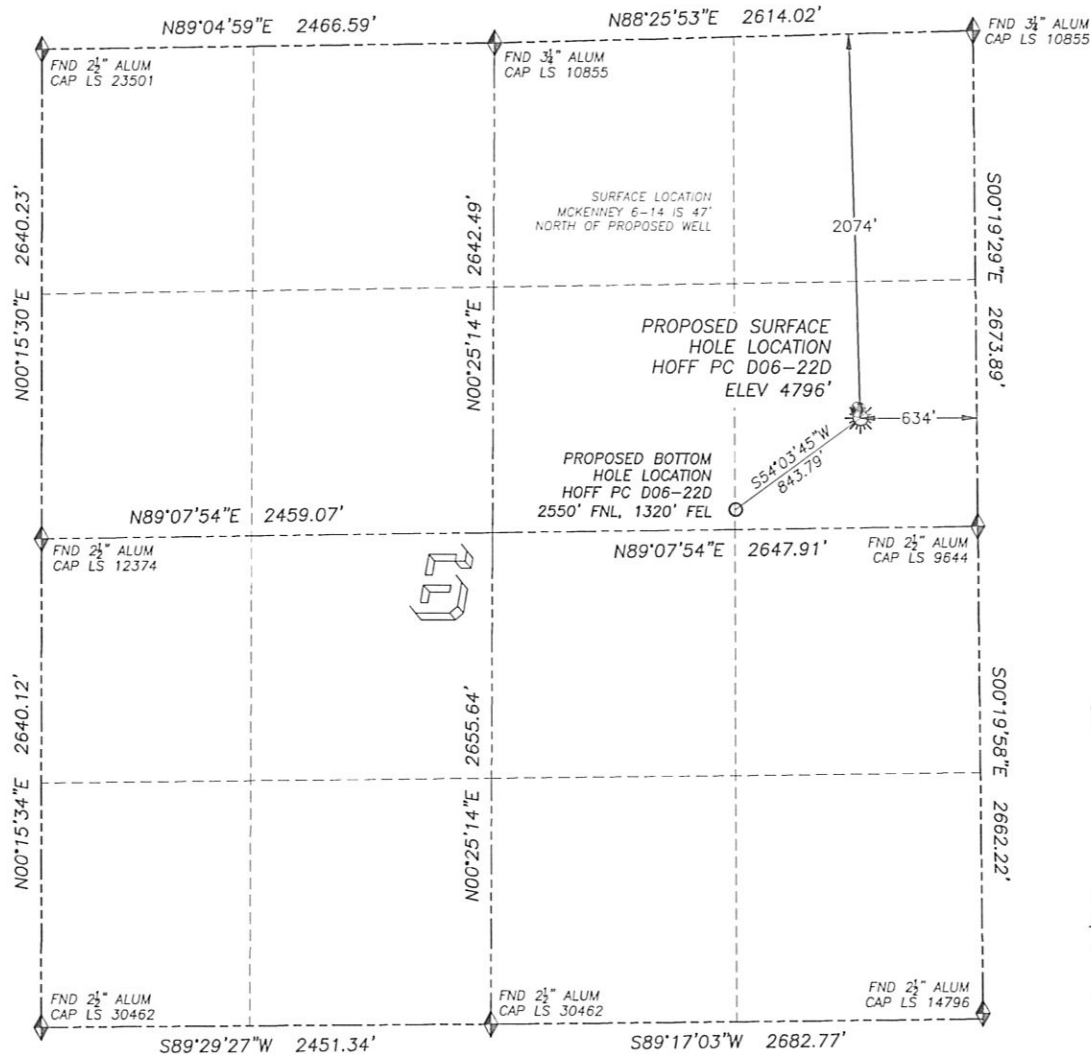 N89°04'59"E 2466.59'
N88°25'53"E 2614.02'
FND 2½" ALUM
CAP LS 23501
FND 3¼" ALUM
CAP LS 10855
FND 3¼" ALUM
CAP LS 10855
N00°15'30"E 2640.23'
N00°25'14"E 2642.49'
SURFACE LOCATION
MCKENNEY 6-14 IS 47'
NORTH OF PROPOSED WELL
2074'
S00°19'29"E 2673.89'
PROPOSED SURFACE
HOLE LOCATION
HOFF PC D06-22D
ELEV 4796'
634'
S54°03'45"W
843.79'
PROPOSED BOTTOM
HOLE LOCATION
HOFF PC D06-22D
2550' FNL, 1320' FEL
N89°07'54"E 2459.07'
N89°07'54"E 2647.91'
FND 2½" ALUM
CAP LS 12374
FND 2½" ALUM
CAP LS 9644
N00°15'34"E 2640.12'
N00°25'14"E 2655.64'
S00°19'58"E 2662.22'
FND 2½" ALUM
CAP LS 30462
FND 2½" ALUM
CAP LS 30462
FND 2½" ALUM
CAP LS 14796
S89°29'27"W 2451.34'
S89°17'03"W 2682.77'